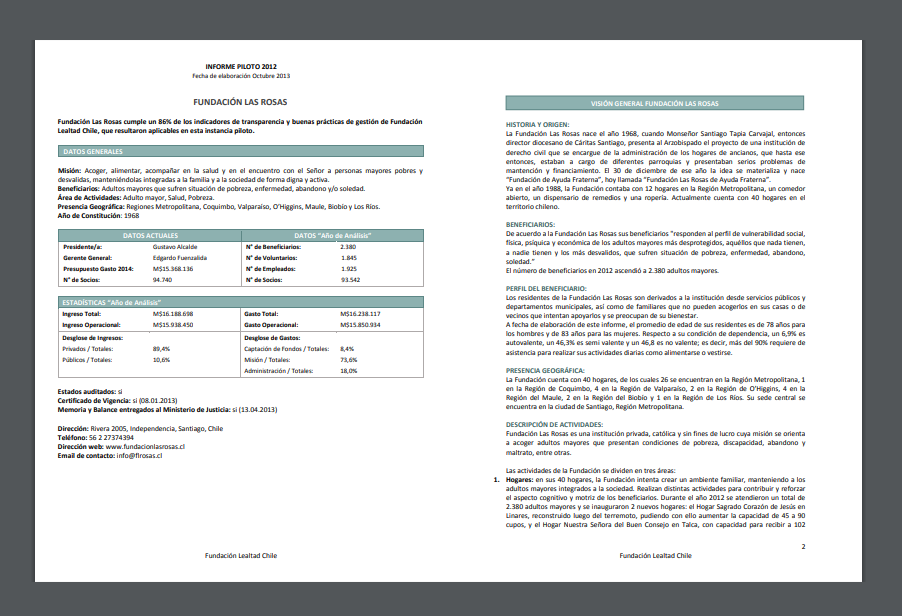 INFORME PILOTO 2012
Fecha de elaboración Octubre 2013
FUNDACIÓN LAS ROSAS
Fundación Las Rosas cumple un 86% de los indicadores de transparencia y buenas prácticas de gestión de Fundación
Lealtad Chile, que resultaron aplicables en esta instancia piloto.
DATOS GENERALES
Misión: Acoger, alimentar, acompañar en la salud y en el encuentro con el Señor a personas mayores pobres y
desvalidas, manteniéndolas integradas a la familia y a la sociedad de forma digna y activa.
Beneficiarios: Adultos mayores que sufren situación de pobreza, enfermedad, abandono y/o soledad.
Área de Actividades: Adulto mayor, Salud, Pobreza.
Presencia Geográfica: Regiones Metropolitana, Coquimbo, Valparaíso, O'Higgins, Maule, Biobío y Los Ríos.
Año de Constitución: 1968
DATOS ACTUALES DATOS "Año de Análisis"
Presidente/a: Gustavo Alcalde N° de Beneficiarios: 2.380
Gerente General: Edgardo Fuenzalida N° de Voluntarios: 1.845
Presupuesto Gasto 2014: M$15.368.136 N° de Empleados: 1.925
N° de Socios: 94.740 N° de Socios: 93.542
ESTADÍSTICAS "Año de Análisis"
Ingreso Total: M$16.188.698 Gasto Total: M$16.238.117
Ingreso Operacional: M$15.938.450 Gasto Operacional: M$15.850.934
Desglose de Ingresos: Desglose de Gastos:
Privados / Totales: 89,4% Captación de Fondos / Totales: 8,4%
Públicos / Totales: 10,6% Misión / Totales: 73,6%
Administración / Totales: 18,0%
Estados auditados: si
Certificado de Vigencia: si (08.01.2013)
Memoria y Balance entregados al Ministerio de Justicia: si (13.04.2013)
Dirección: Rivera 2005, Independencia, Santiago, Chile
Teléfono: 56 2 27374394
Dirección web: www.fundacionlasrosas.cl
Email de contacto: info@flrosas.cl
Fundación Lealtad Chile
VISIÓN GENERAL FUNDACIÓN LAS ROSAS
HISTORIA Y ORIGEN:
La Fundación Las Rosas nace el año 1968, cuando Monseñor Santiago Tapia Carvajal, entonces
director diocesano de Cáritas Santiago, presenta al Arzobispado el proyecto de una institución de
derecho civil que se encargue de la administración de los hogares de ancianos, que hasta ese
entonces, estaban a cargo de diferentes parroquias y presentaban serios problemas de
mantención y financiamiento. El 30 de diciembre de ese año la idea se materializa y nace
"Fundación de Ayuda Fraterna", hoy llamada "Fundación Las Rosas de Ayuda Fraterna".
Ya en el año 1988, la Fundación contaba con 12 hogares en la Región Metropolitana, un comedor
abierto, un dispensario de remedios y una ropería. Actualmente cuenta con 40 hogares en el
territorio chileno.
BENEFICIARIOS:
De acuerdo a la Fundación Las Rosas sus beneficiarios "responden al perfil de vulnerabilidad social,
física, psíquica y económica de los adultos mayores más desprotegidos, aquéllos que nada tienen,
a nadie tienen y los más desvalidos, que sufren situación de pobreza, enfermedad, abandono,
soledad."
El número de beneficiarios en 2012 ascendió a 2.380 adultos mayores.
PERFIL DEL BENEFICIARIO:
Los residentes de la Fundación Las Rosas son derivados a la institución desde servicios públicos y
departamentos municipales, así como de familiares que no pueden acogerlos en sus casas o de
vecinos que intentan apoyarlos y se preocupan de su bienestar.
A fecha de elaboración de este informe, el promedio de edad de sus residentes es de 78 años para
los hombres y de 83 años para las mujeres. Respecto a su condición de dependencia, un 6,9% es
autovalente, un 46,3% es semi valente y un 46,8 es no valente; es decir, más del 90% requiere de
asistencia para realizar sus actividades diarias como alimentarse o vestirse.
PRESENCIA GEOGRÁFICA:
La Fundación cuenta con 40 hogares, de los cuales 26 se encuentran en la Región Metropolitana, 1
en la Región de Coquimbo, 4 en la Región de Valparaíso, 2 en la Región de O'Higgins, 4 en la
Región del Maule, 2 en la Región del Biobío y 1 en la Región de Los Ríos. Su sede central se
encuentra en la ciudad de Santiago, Región Metropolitana.
DESCRIPCIÓN DE ACTIVIDADES:
Fundación Las Rosas es una institución privada, católica y sin fines de lucro cuya misión se orienta
a acoger adultos mayores que presentan condiciones de pobreza, discapacidad, abandono y
maltrato, entre otras.
Las actividades de la Fundación se dividen en tres áreas:
1. Hogares: en sus 40 hogares, la Fundación intenta crear un ambiente familiar, manteniendo a los
adultos mayores integrados a la sociedad. Realizan distintas actividades para contribuir y reforzar
el aspecto cognitivo y motriz de los beneficiarios. Durante el año 2012 se atendieron un total de
2.380 adultos mayores y se inauguraron 2 nuevos hogares: el Hogar Sagrado Corazón de Jesús en
Linares, reconstruido luego del terremoto, pudiendo con ello aumentar la capacidad de 45 a 90
cupos, y el Hogar Nuestra Señora del Buen Consejo en Talca, con capacidad para recibir a 102
2
Fundación Lealtad Chile